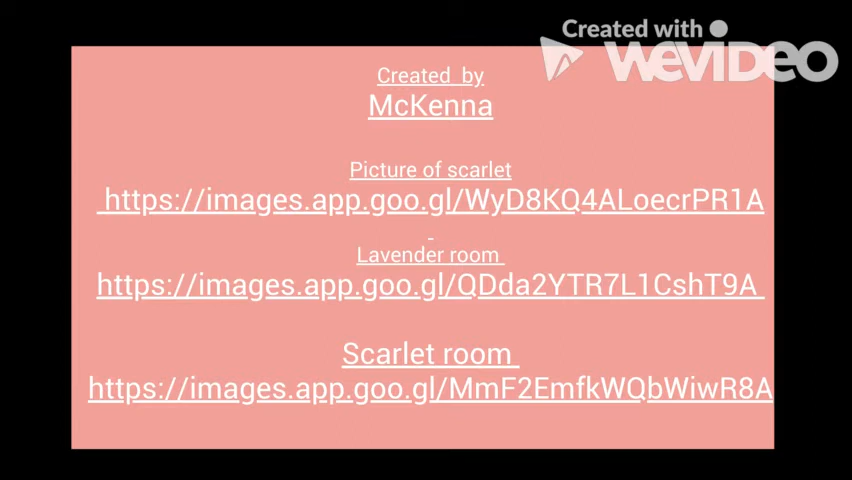 Created with
WEVIDEO
Created by
McKenna
Picture of scarlet
https://images.app.goo.gl/WyD8KQ4ALoecrPR1A
Lavender room
https://images.app.goo.gl/QDda2YTR7L1CshT9A
Scarlet room
https://images.app.goo.gl/MmF2EmfkWQbWiwR8A